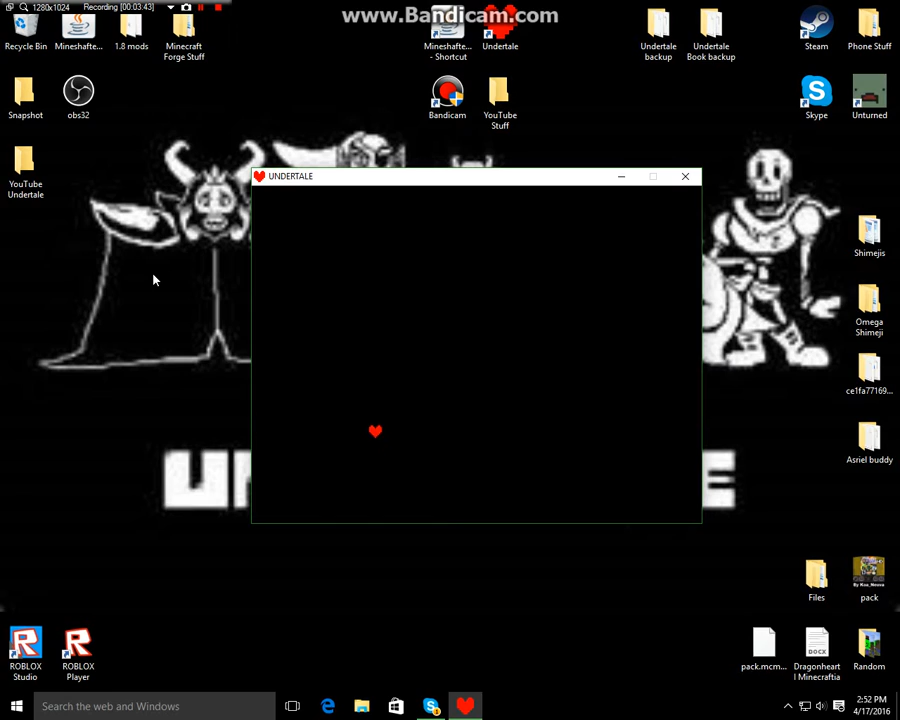 1280x1024 Recording [00:03:43]
www.Bandicam.com
Recycle Bin
Mineshafte...
1.8 mods
Minecraft
Forge Stuff
Mineshafte...
- Shortcut
Undertale
Undertale
backup
Undertale
Book backup
Steam
Phone Stuff
Snapshot
obs32
Bandicam
YouTube
Stuff
Skype
Unturned
YouTube
Undertale
UNDERTALE
Shimejis
Omega
Shimeji
ce1fa77169...
Asriel buddy
Files
By Koa_Neuva
pack
ROBLOX
Studio
ROBLOX
Player
pack.mcm...
DOCX
Dragonheart
I Minecraftia
Random
Search the web and Windows
2:52 PM
4/17/2016